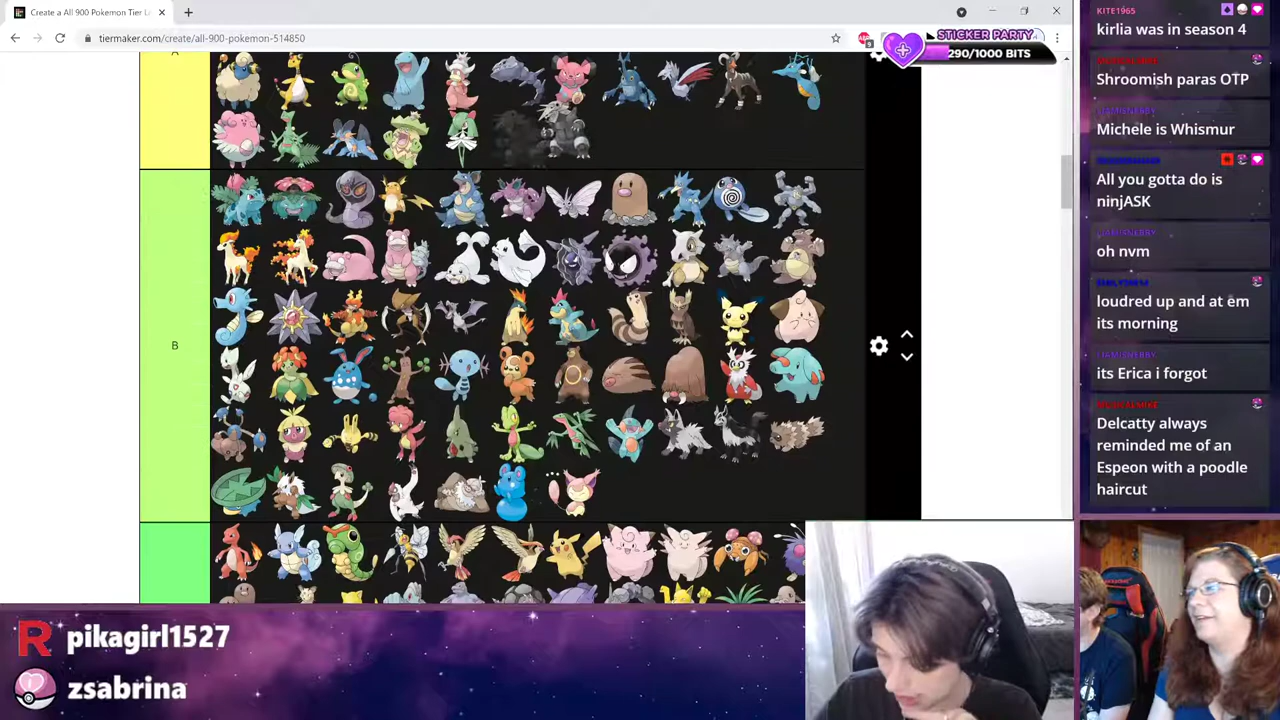 Create a All 900 Pokemon Tier Li
tiermaker.com/create/all-900-pokemon-514850
STICKER PARTY
290/1000 BITS
B
KITE1965
kirlia was in season 4
Shroomish paras OTP
Michele is Whismur
All you gotta do is
ninjASK
oh nvm
loudred up and at em
its morning
its Erica i forgot
Delcatty always
reminded me of an
Espeon with a poodle
haircut
R pikagirl1527
zsabrina